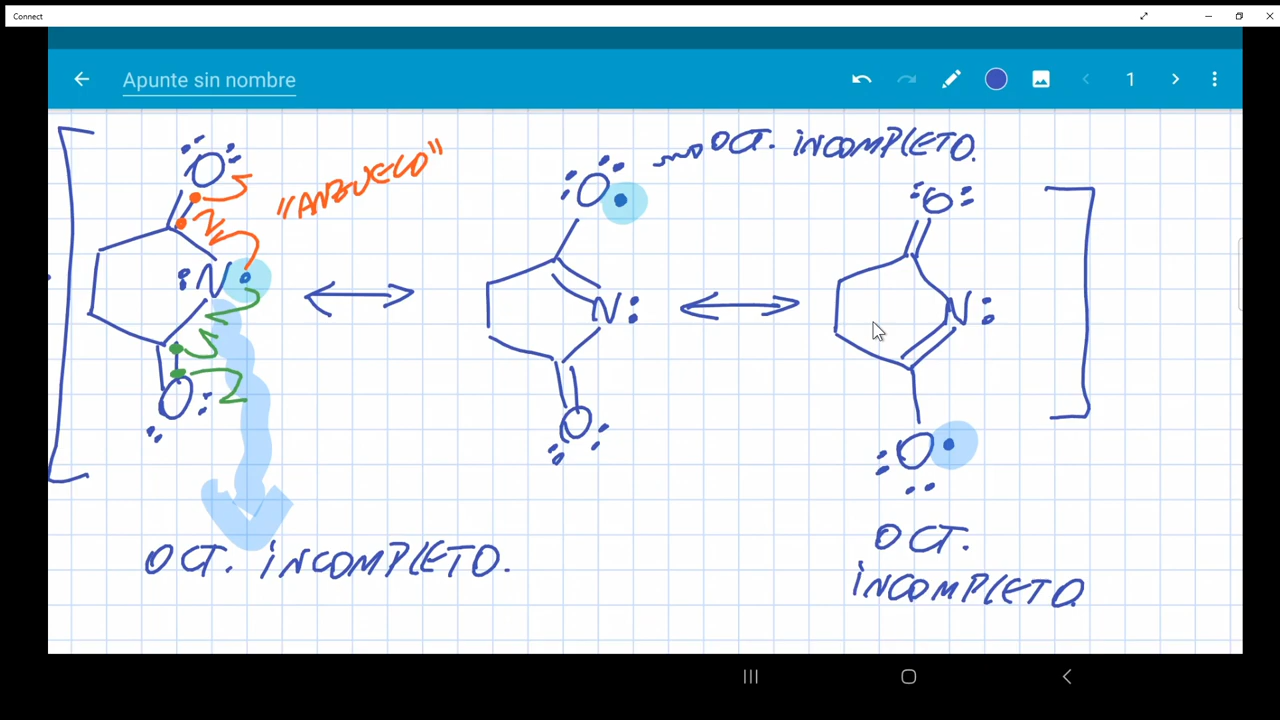 Connect
Apunte sin nombre
1
"ANZUELO"
OCT. INCOMPLETO.
O
O
O
N
N
N
O
O
O
OCT. INCOMPLETO.
OCT.
INCOMPLETO